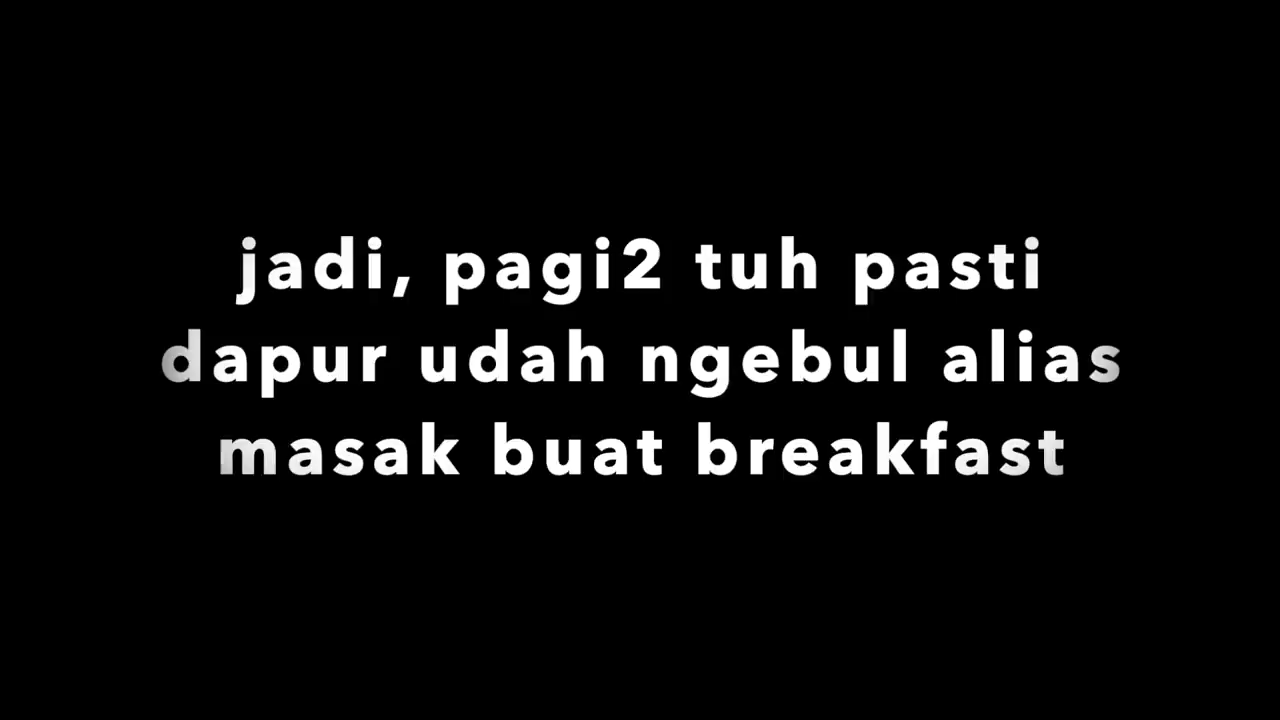 jadi, pagi2 tuh pasti
dapur udah ngebul alias
masak buat breakfast